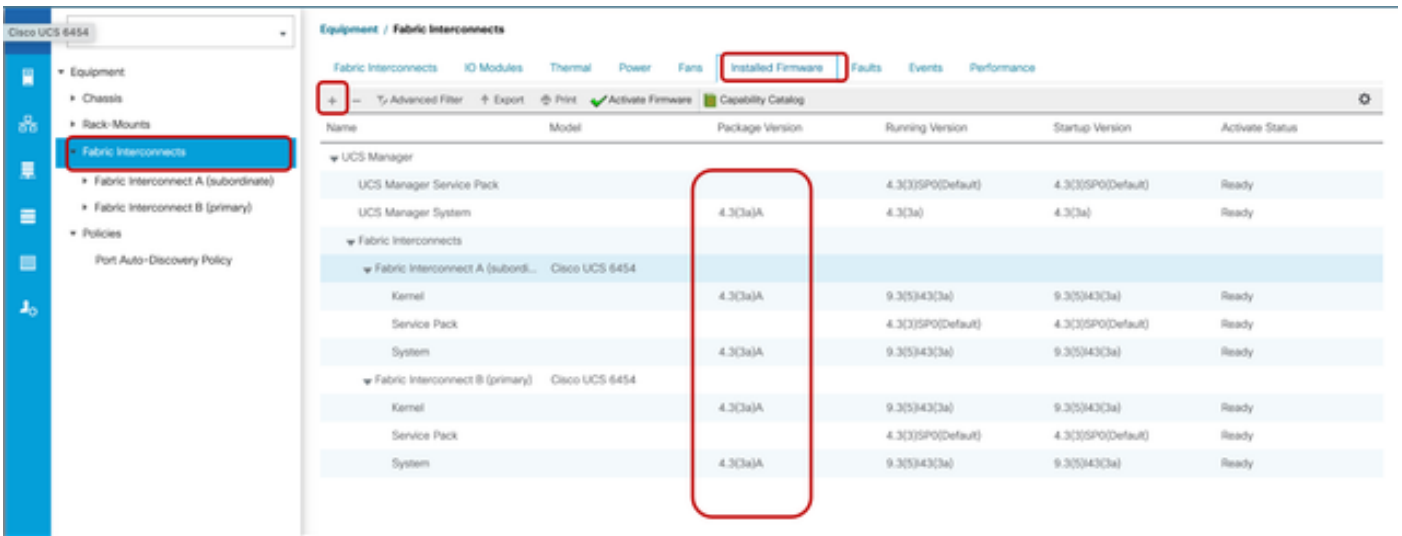 Cisco UCS 6454
Equipment / Fabric Interconnects
Fabric Interconnects IO Modules Thermal Power Fans Installed Firmware Faults Events Performance
+ - Advanced Filter Export Print Activate Firmware Capability Catalog
Equipment
Chassis
Rack-Mounts
Fabric Interconnects
Fabric Interconnect A (subordinate)
Fabric Interconnect B (primary)
Policies
Port Auto-Discovery Policy
Name Model Package Version Running Version Startup Version Activate Status
UCS Manager
UCS Manager Service Pack 4.3(3)SP0(Default) 4.3(3)SP0(Default) Ready
UCS Manager System 4.3(3a)A 4.3(3a) 4.3(3a) Ready
Fabric Interconnects
Fabric Interconnect A (subordi... Cisco UCS 6454
Kernel 4.3(3a)A 9.3(5)I43(3a) 9.3(5)I43(3a) Ready
Service Pack 4.3(3)SP0(Default) 4.3(3)SP0(Default) Ready
System 4.3(3a)A 9.3(5)I43(3a) 9.3(5)I43(3a) Ready
Fabric Interconnect B (primary) Cisco UCS 6454
Kernel 4.3(3a)A 9.3(5)I43(3a) 9.3(5)I43(3a) Ready
Service Pack 4.3(3)SP0(Default) 4.3(3)SP0(Default) Ready
System 4.3(3a)A 9.3(5)I43(3a) 9.3(5)I43(3a) Ready